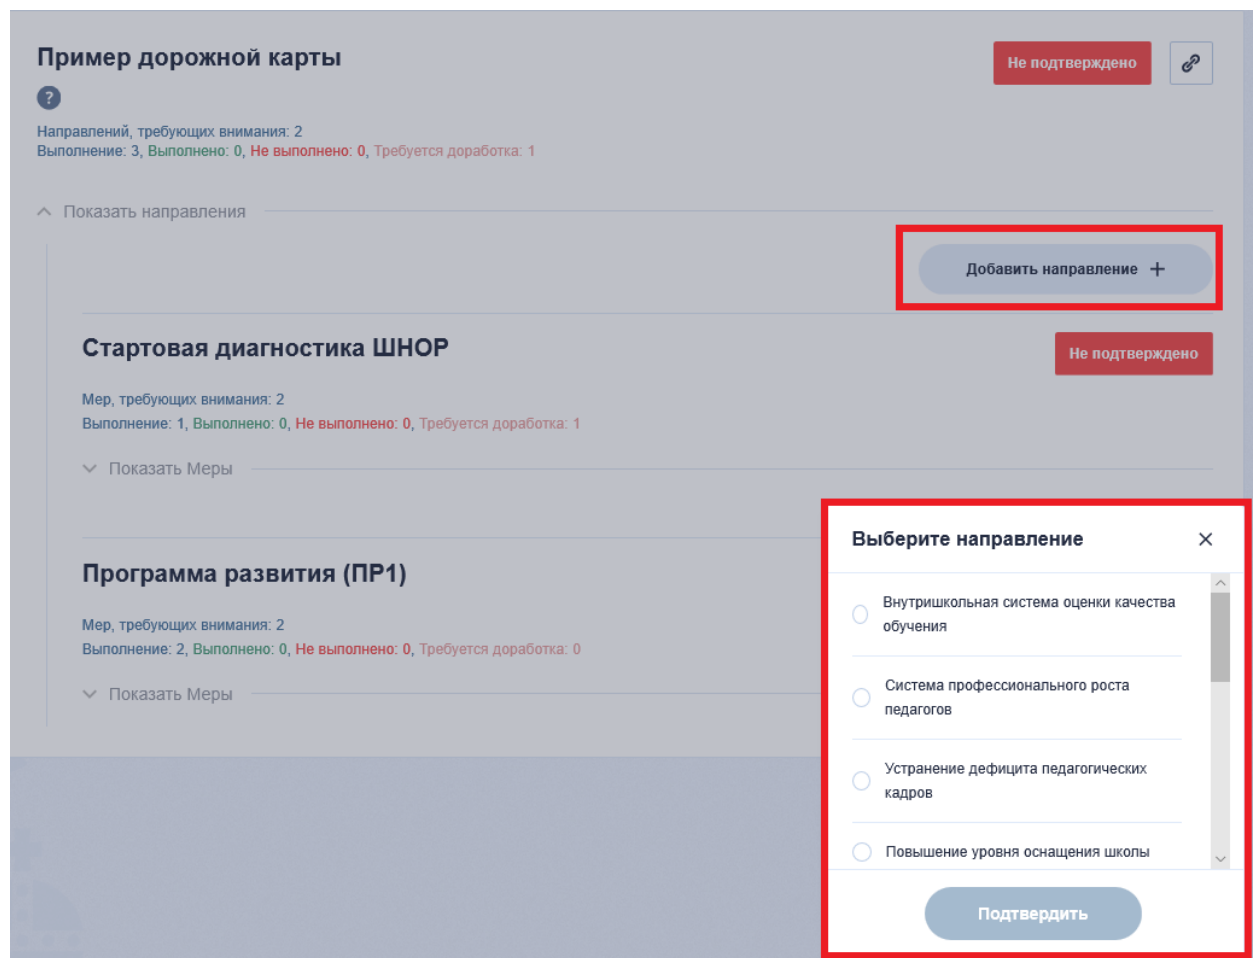 Пример дорожной карты
Не подтверждено
?
Направлений, требующих внимания: 2
Выполнение: 3, Выполнено: 0, Не выполнено: 0, Требуется доработка: 1
Показать направления
Добавить направление +
Стартовая диагностика ШНОР
Не подтверждено
Мер, требующих внимания: 2
Выполнение: 1, Выполнено: 0, Не выполнено: 0, Требуется доработка: 1
Показать Меры
Программа развития (ПР1)
Мер, требующих внимания: 2
Выполнение: 2, Выполнено: 0, Не выполнено: 0, Требуется доработка: 0
Показать Меры
Выберите направление
Внутришкольная система оценки качества
обучения
Система профессионального роста
педагогов
Устранение дефицита педагогических
кадров
Повышение уровня оснащения школы
Подтвердить